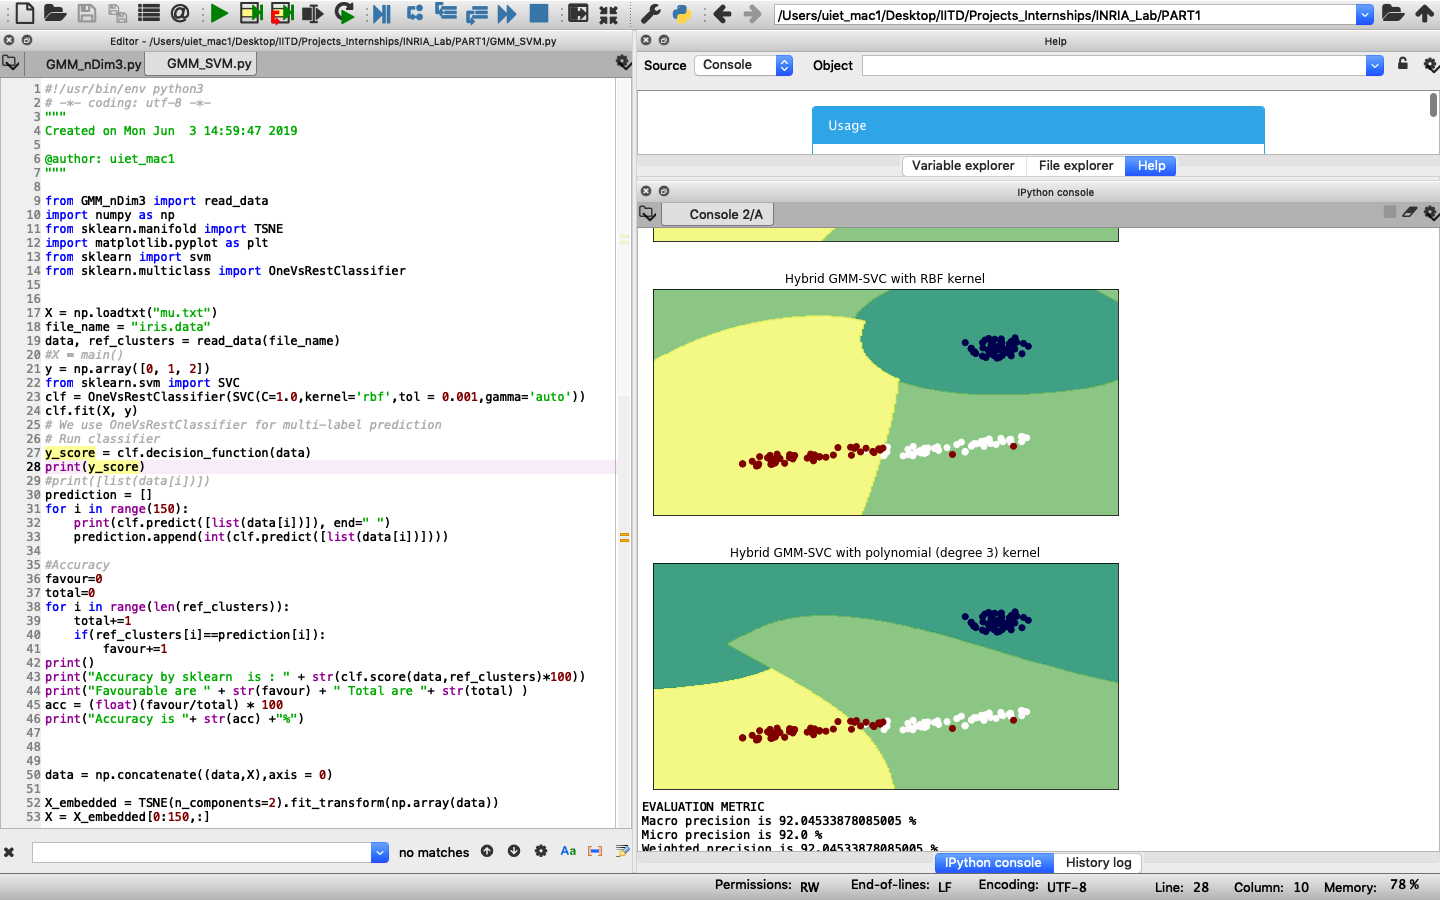 /Users/uiet_mac1/Desktop/IITD/Projects_Internships/INRIA_Lab/PART1
Editor - /Users/uiet_mac1/Desktop/IITD/Projects_Internships/INRIA_Lab/PART1/GMM_SVM.py
GMM_nDim3.py
GMM_SVM.py
1 #!/usr/bin/env python3
2 # -*- coding: utf-8 -*-
3 """
4 Created on Mon Jun  3 14:59:47 2019
5
6 @author: uiet_mac1
7 """
8
9 from GMM_nDim3 import read_data
10 import numpy as np
11 from sklearn.manifold import TSNE
12 import matplotlib.pyplot as plt
13 from sklearn import svm
14 from sklearn.multiclass import OneVsRestClassifier
15
16
17 X = np.loadtxt("mu.txt")
18 file_name = "iris.data"
19 data, ref_clusters = read_data(file_name)
20 #X = main()
21 y = np.array([0, 1, 2])
22 from sklearn.svm import SVC
23 clf = OneVsRestClassifier(SVC(C=1.0,kernel='rbf',tol = 0.001,gamma='auto'))
24 clf.fit(X, y)
25 # We use OneVsRestClassifier for multi-label prediction
26 # Run classifier
27 y_score = clf.decision_function(data)
28 print(y_score)
29 #print([list(data[i])])
30 prediction = []
31 for i in range(150):
32     print(clf.predict([list(data[i])]), end=" ")
33     prediction.append(int(clf.predict([list(data[i])])))
34
35 #Accuracy
36 favour=0
37 total=0
38 for i in range(len(ref_clusters)):
39     total+=1
40     if(ref_clusters[i]==prediction[i]):
41         favour+=1
42 print()
43 print("Accuracy by sklearn  is : " + str(clf.score(data,ref_clusters)*100))
44 print("Favourable are " + str(favour) + " Total are "+ str(total) )
45 acc = (float)(favour/total) * 100
46 print("Accuracy is "+ str(acc) +"%")
47
48
49
50 data = np.concatenate((data,X),axis = 0)
51
52 X_embedded = TSNE(n_components=2).fit_transform(np.array(data))
53 X = X_embedded[0:150,:]
no matches
Aa
Help
Source
Console
Object
Usage
Variable explorer
File explorer
Help
IPython console
Console 2/A
Hybrid GMM-SVC with RBF kernel
Hybrid GMM-SVC with polynomial (degree 3) kernel
EVALUATION METRIC
Macro precision is 92.04533878085005 %
Micro precision is 92.0 %
Weighted precision is 92.04533878085005 %
IPython console
History log
Permissions: RW
End-of-lines: LF
Encoding: UTF-8
Line: 28
Column: 10
Memory: 78 %